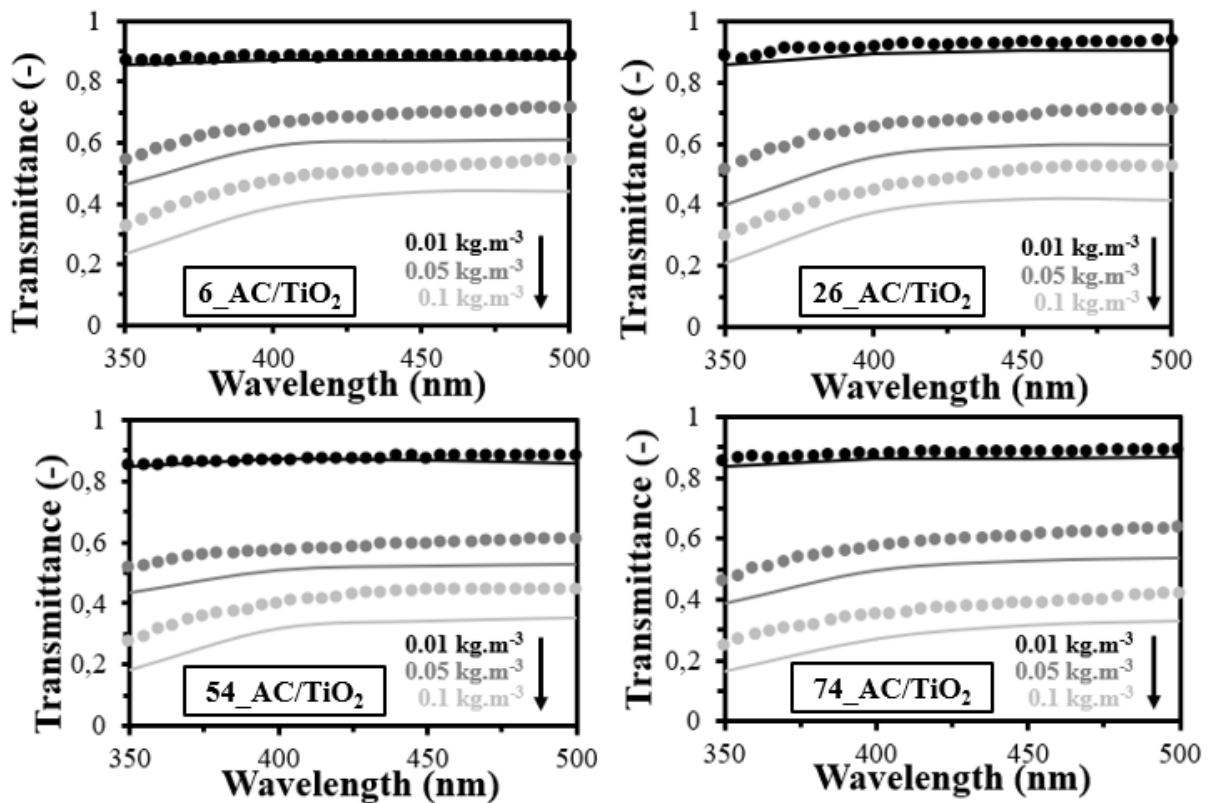 Transmittance (-)
1
0,8
0,6
0,4
0,2
0
0.01 kg.m⁻³
0.05 kg.m⁻³
0.1 kg.m⁻³
6_AC/TiO₂
350
400
450
500
Wavelength (nm)
Transmittance (-)
1
0,8
0,6
0,4
0,2
0
0.01 kg.m⁻³
0.05 kg.m⁻³
0.1 kg.m⁻³
26_AC/TiO₂
350
400
450
500
Wavelength (nm)
Transmittance (-)
1
0,8
0,6
0,4
0,2
0
0.01 kg.m⁻³
0.05 kg.m⁻³
0.1 kg.m⁻³
54_AC/TiO₂
350
400
450
500
Wavelength (nm)
Transmittance (-)
1
0,8
0,6
0,4
0,2
0
0.01 kg.m⁻³
0.05 kg.m⁻³
0.1 kg.m⁻³
74_AC/TiO₂
350
400
450
500
Wavelength (nm)